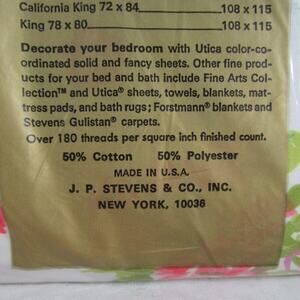 California King 72 x 84 108 x 115
King 78 x 80 108 x 115
Decorate your bedroom with Utica color-co-
ordinated solid and fancy sheets. Other fine pro-
ducts for your bed and bath include Fine Arts Col-
lection™ and Utica® sheets, towels, blankets, mat-
tress pads, and bath rugs; Forstmann® blankets and
Stevens Gulistan® carpets.
Over 180 threads per square inch finished count.
50% Cotton 50% Polyester
MADE IN U.S.A.
J. P. STEVENS & CO., INC.
NEW YORK, 10036